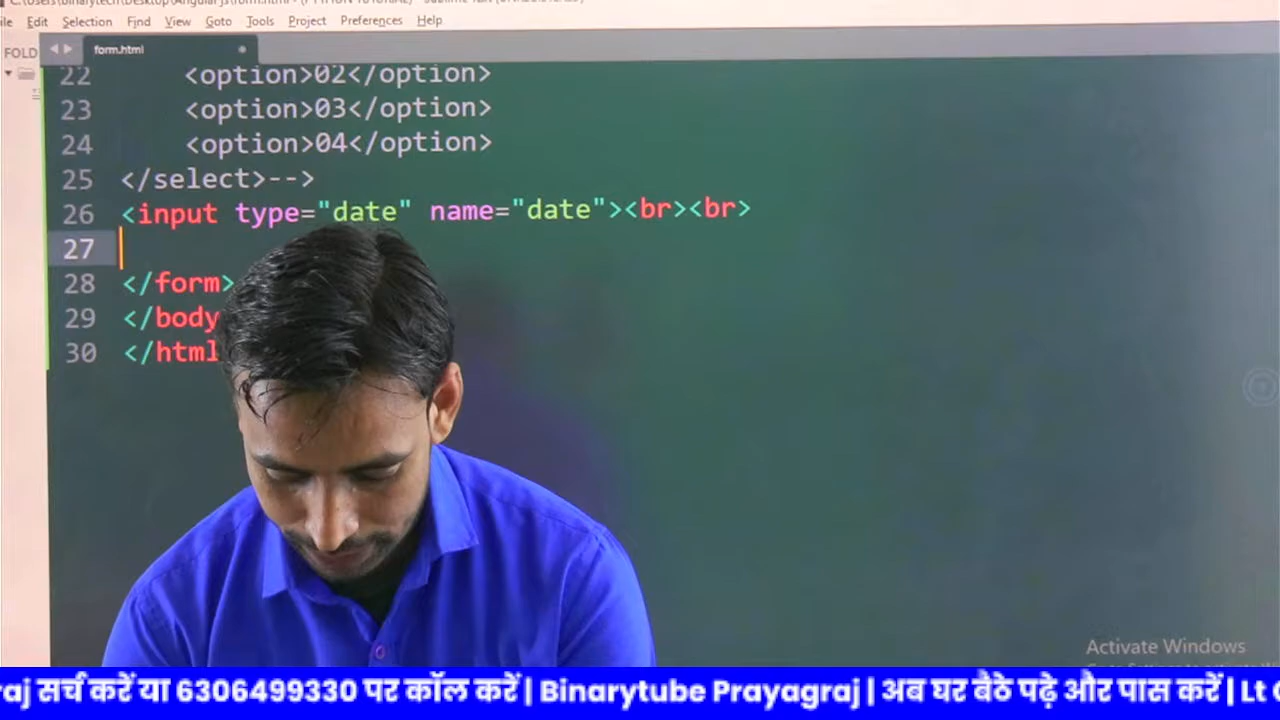 File Edit Selection Find View Goto Tools Project Preferences Help
FOLD
form.html
22 <option>02</option>
23 <option>03</option>
24 <option>04</option>
25 </select>-->
26 <input type="date" name="date"><br><br>
27
28 </form>
29 </body
30 </html
Activate Windows
raj सर्च करें या 6306499330 पर कॉल करें | Binarytube Prayagraj | अब घर बैठे पढ़े और पास करें | Lt